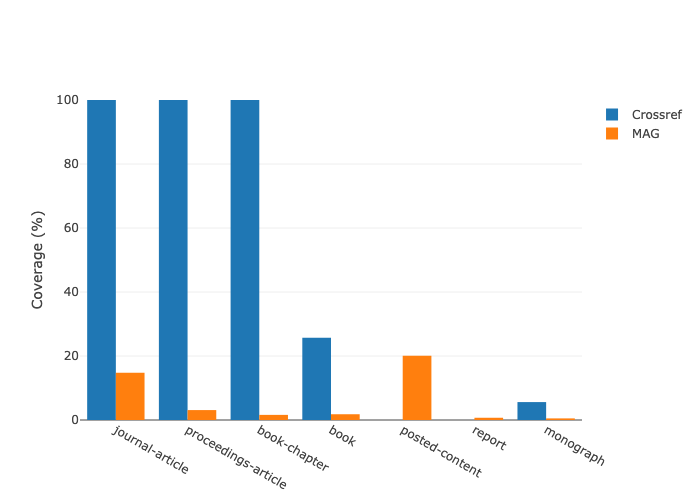 100
80
60
40
20
0
Coverage (%)
Crossref
MAG
journal-article
proceedings-article
book-chapter
book
posted-content
report
monograph